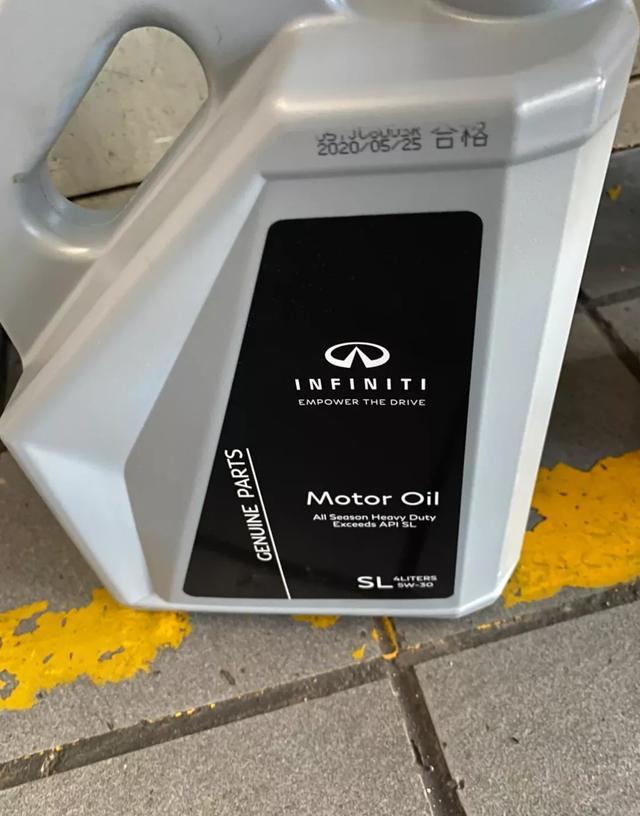 2020/05/25 合格
INFINITI
EMPOWER THE DRIVE
GENUINE PARTS
Motor Oil
All Season Heavy Duty
Exceeds API SL
SL 4LITERS
5W-30